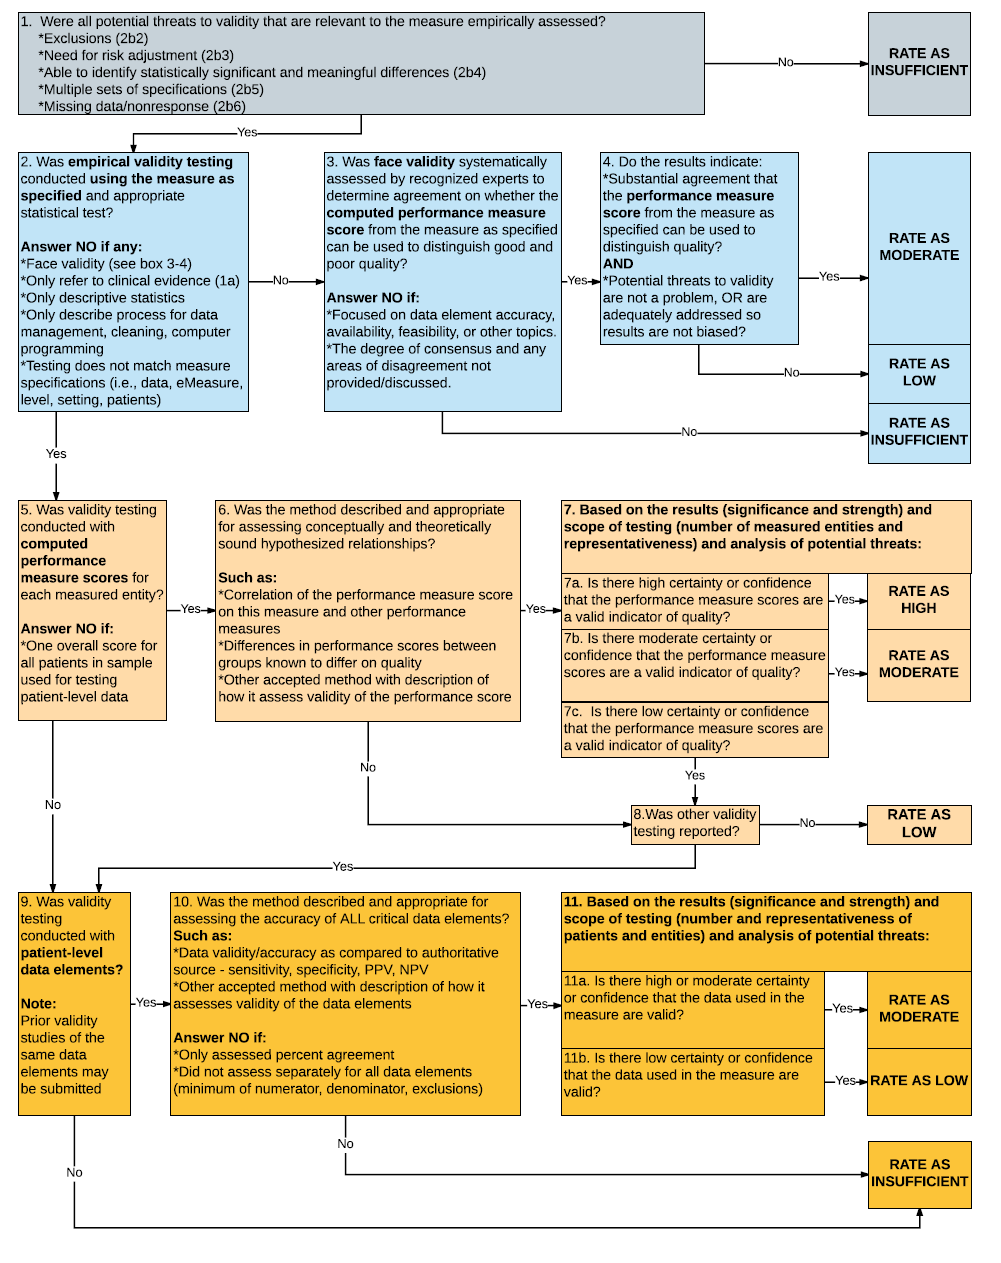 1.  Were all potential threats to validity that are relevant to the measure empirically assessed?
*Exclusions (2b2)
*Need for risk adjustment (2b3)
*Able to identify statistically significant and meaningful differences (2b4)
*Multiple sets of specifications (2b5)
*Missing data/nonresponse (2b6)
No
RATE AS
INSUFFICIENT
Yes
2. Was empirical validity testing
conducted using the measure as
specified and appropriate
statistical test?
Answer NO if any:
*Face validity (see box 3-4)
*Only refer to clinical evidence (1a)
*Only descriptive statistics
*Only describe process for data
management, cleaning, computer
programming
*Testing does not match measure
specifications (i.e., data, eMeasure,
level, setting, patients)
No
3. Was face validity systematically
assessed by recognized experts to
determine agreement on whether the
computed performance measure
score from the measure as specified
can be used to distinguish good and
poor quality?
Answer NO if:
*Focused on data element accuracy,
availability, feasibility, or other topics.
*The degree of consensus and any
areas of disagreement not
provided/discussed.
Yes
4. Do the results indicate:
*Substantial agreement that
the performance measure
score from the measure as
specified can be used to
distinguish quality?
AND
*Potential threats to validity
are not a problem, OR are
adequately addressed so
results are not biased?
Yes
RATE AS
MODERATE
No
RATE AS
LOW
No
RATE AS
INSUFFICIENT
Yes
5. Was validity testing
conducted with
computed
performance
measure scores for
each measured entity?
Answer NO if:
*One overall score for
all patients in sample
used for testing
patient-level data
Yes
6. Was the method described and appropriate
for assessing conceptually and theoretically
sound hypothesized relationships?
Such as:
*Correlation of the performance measure score
on this measure and other performance
measures
*Differences in performance scores between
groups known to differ on quality
*Other accepted method with description of
how it assess validity of the performance score
Yes
7. Based on the results (significance and strength) and
scope of testing (number of measured entities and
representativeness) and analysis of potential threats:
7a. Is there high certainty or confidence
that the performance measure scores are
a valid indicator of quality?
Yes
RATE AS
HIGH
7b. Is there moderate certainty or
confidence that the performance measure
scores are a valid indicator of quality?
Yes
RATE AS
MODERATE
7c.  Is there low certainty or confidence
that the performance measure scores are
a valid indicator of quality?
Yes
No
No
8.Was other validity
testing reported?
No
RATE AS
LOW
Yes
9. Was validity
testing
conducted with
patient-level
data elements?
Note:
Prior validity
studies of the
same data
elements may
be submitted
Yes
10. Was the method described and appropriate for
assessing the accuracy of ALL critical data elements?
Such as:
*Data validity/accuracy as compared to authoritative
source - sensitivity, specificity, PPV, NPV
*Other accepted method with description of how it
assesses validity of the data elements
Answer NO if:
*Only assessed percent agreement
*Did not assess separately for all data elements
(minimum of numerator, denominator, exclusions)
Yes
11. Based on the results (significance and strength) and
scope of testing (number and representativeness of
patients and entities) and analysis of potential threats:
11a. Is there high or moderate certainty
or confidence that the data used in the
measure are valid?
Yes
RATE AS
MODERATE
11b. Is there low certainty or confidence
that the data used in the measure are
valid?
Yes
RATE AS LOW
No
No
RATE AS
INSUFFICIENT